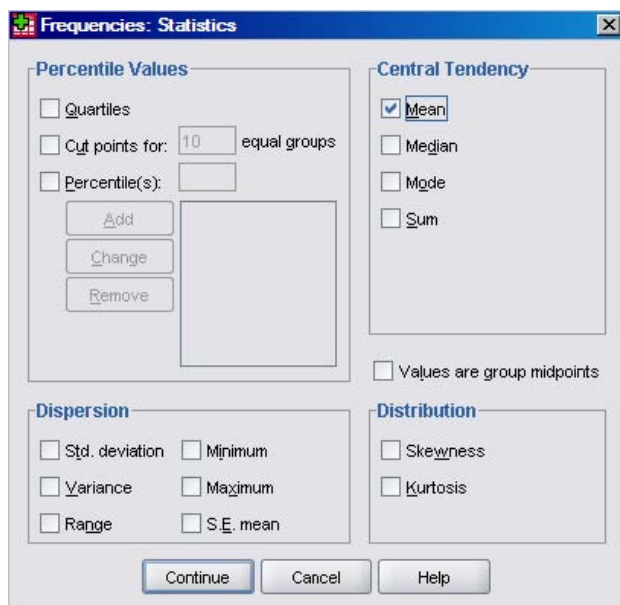 Frequencies: Statistics
Percentile Values
Quartiles
Cut points for: 10 equal groups
Percentile(s):
Add
Change
Remove
Central Tendency
Mean
Median
Mode
Sum
Values are group midpoints
Dispersion
Std. deviation Minimum
Variance Maximum
Range S.E. mean
Distribution
Skewness
Kurtosis
Continue Cancel Help